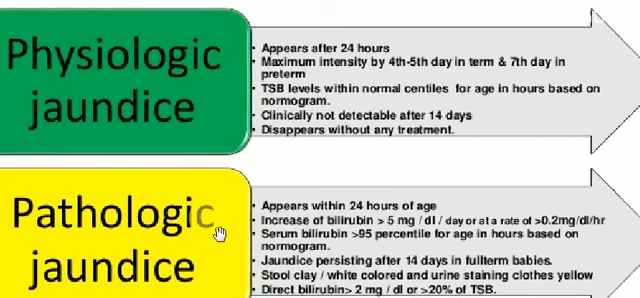 Physiologic
jaundice
• Appears after 24 hours
• Maximum intensity by 4th-5th day in term & 7th day in
preterm
• TSB levels within normal centiles for age in hours based on
normogram.
• Clinically not detectable after 14 days
• Disappears without any treatment.
Pathologic
jaundice
• Appears within 24 hours of age
• Increase of bilirubin > 5 mg / dl / day or at a rate of >0.2mg/dl/hr
• Serum bilirubin >95 percentile for age in hours based on
normogram.
• Jaundice persisting after 14 days in fullterm babies.
• Stool clay / white colored and urine staining clothes yellow
• Direct bilirubin> 2 mg / dl or >20% of TSB.